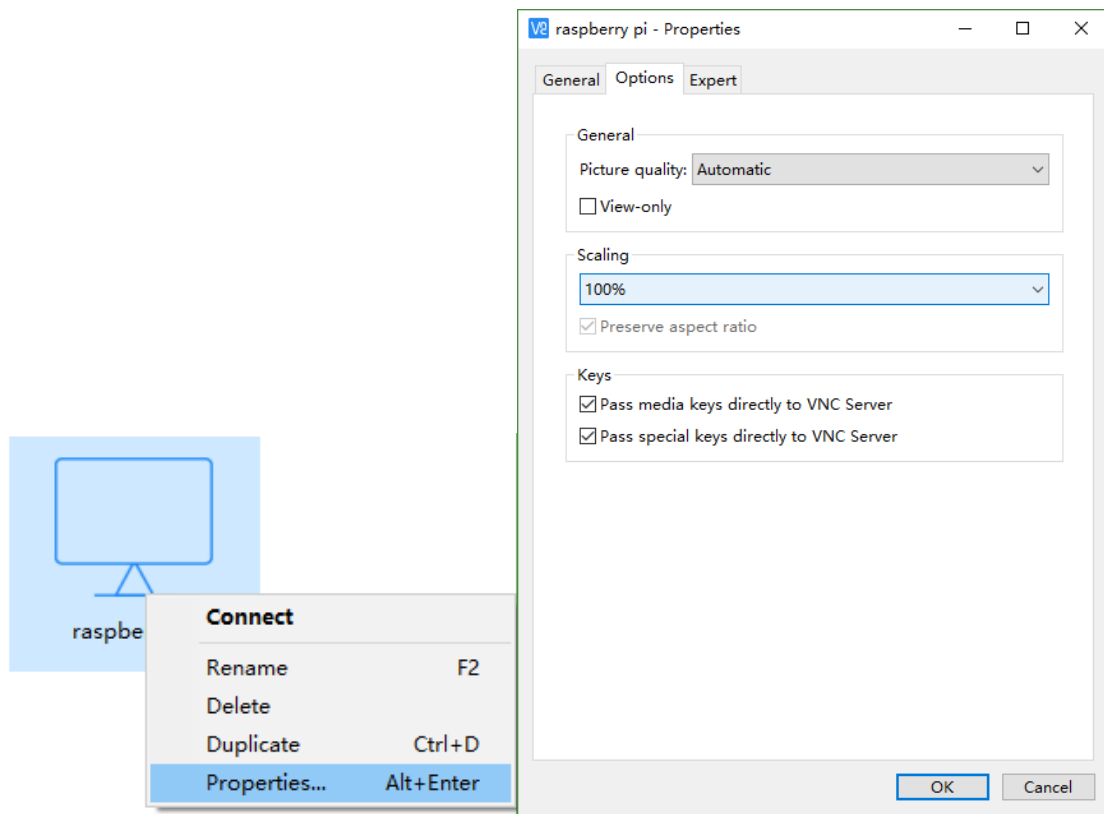 raspbe
Connect
Rename F2
Delete
Duplicate Ctrl+D
Properties... Alt+Enter
V2 raspberry pi - Properties
General Options Expert
General
Picture quality: Automatic
View-only
Scaling
100%
Preserve aspect ratio
Keys
Pass media keys directly to VNC Server
Pass special keys directly to VNC Server
OK Cancel